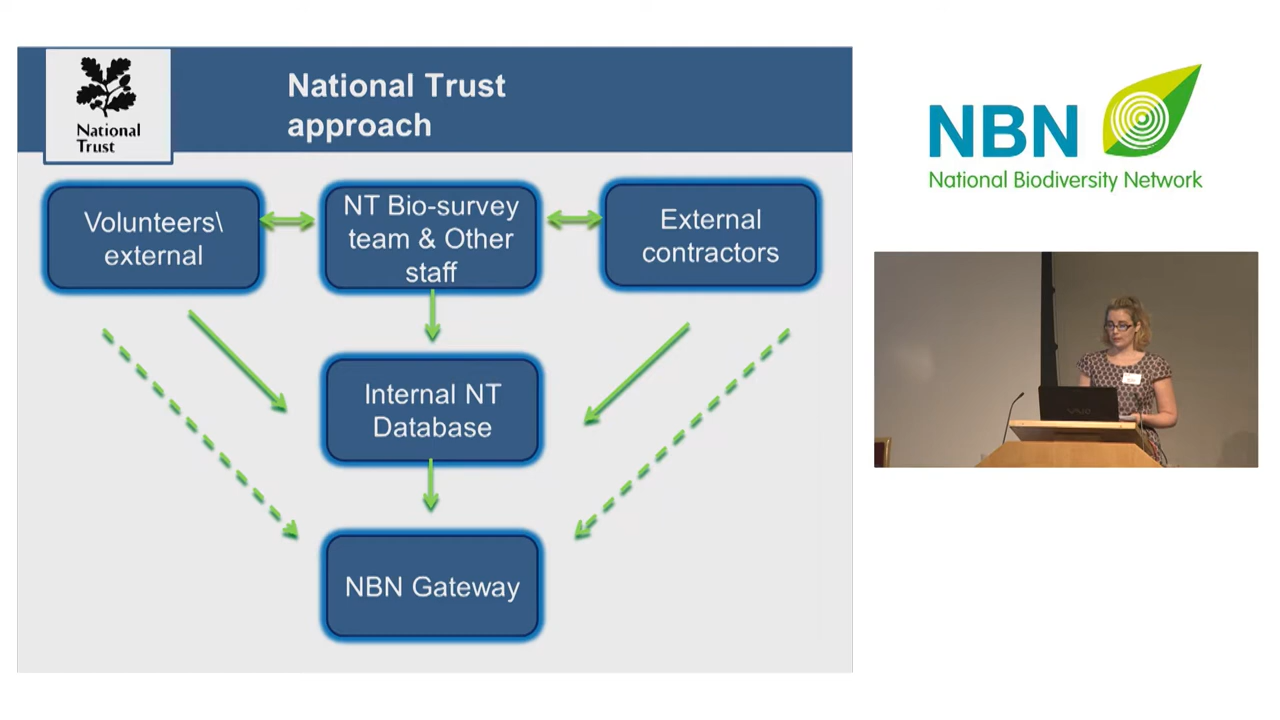 National
Trust
National Trust
approach
Volunteers\
external
NT Bio-survey
team & Other
staff
External
contractors
Internal NT
Database
NBN Gateway
NBN
National Biodiversity Network
VAIO